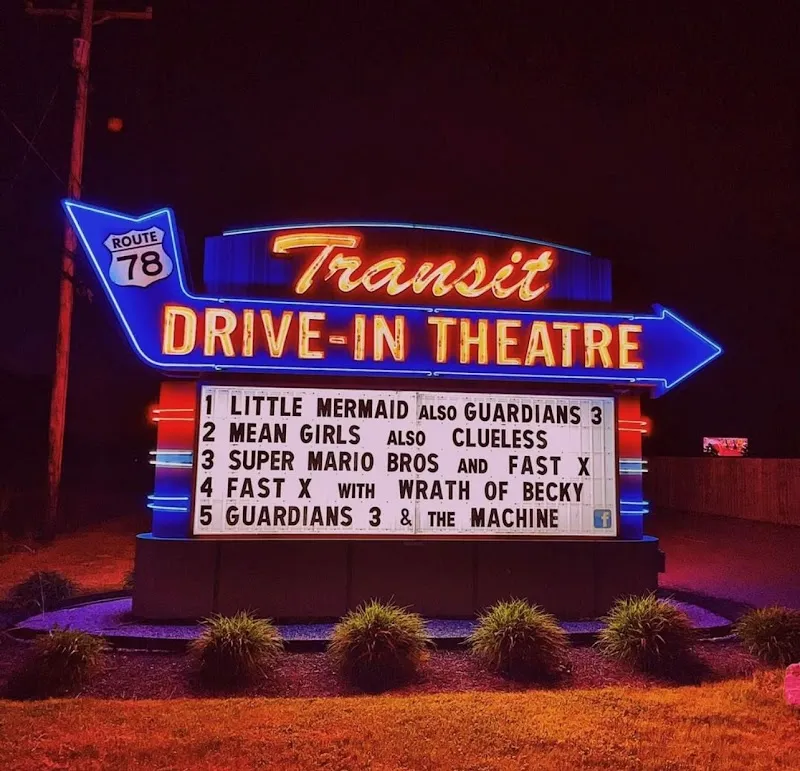 ROUTE
78
Transit
DRIVE-IN THEATRE
1 LITTLE MERMAID ALSO GUARDIANS 3
2 MEAN GIRLS ALSO CLUELESS
3 SUPER MARIO BROS AND FAST X
4 FAST X WITH WRATH OF BECKY
5 GUARDIANS 3 & THE MACHINE
f